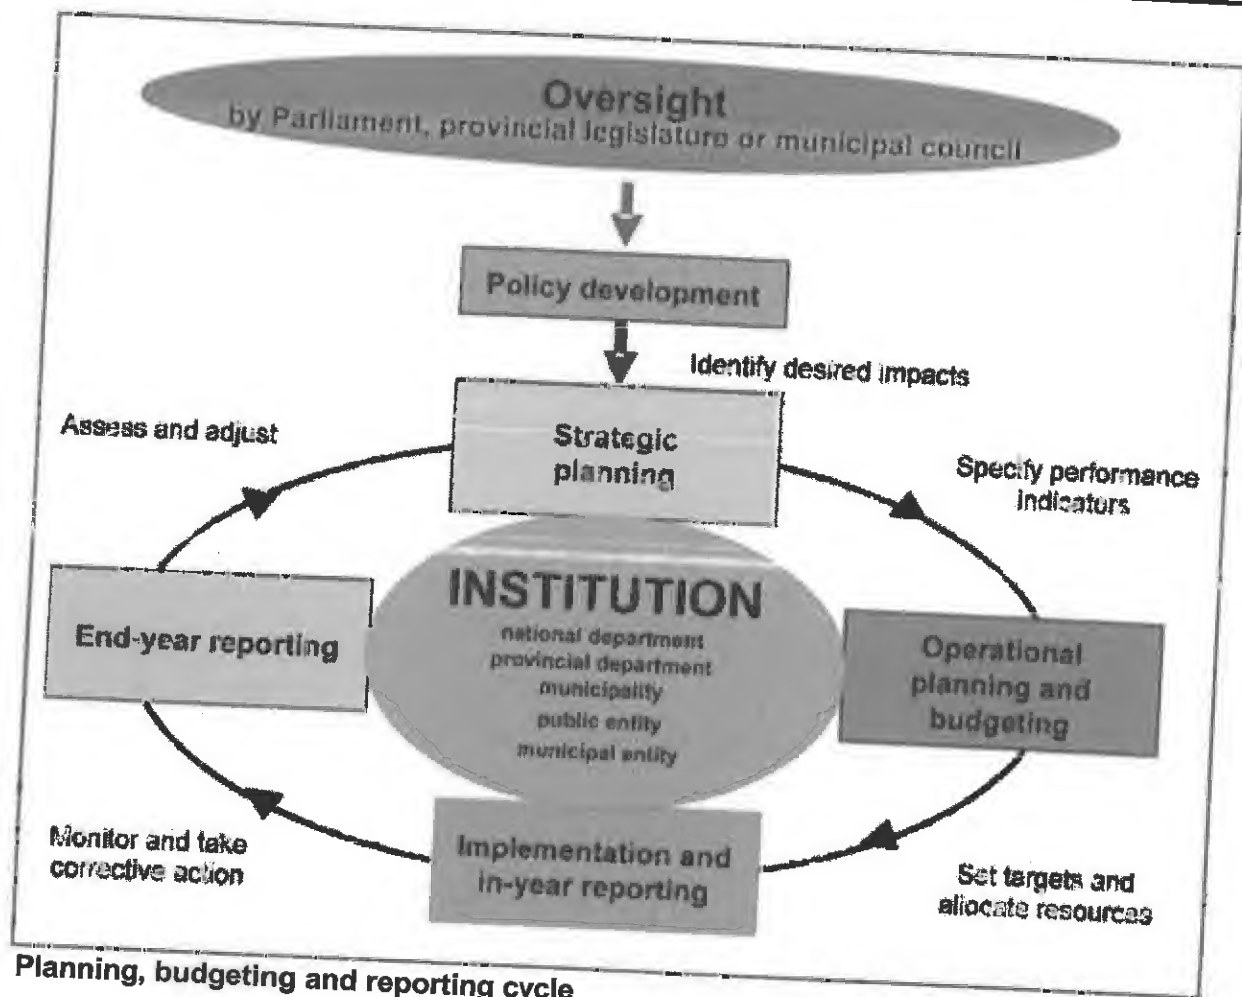 Oversight
by Parliament, provincial legislature or municipal council
Policy development
Identify desired impacts
Strategic
planning
Assess and adjust
Specify performance
indicators
INSTITUTION
national department
provincial department
municipality
public entity
municipal entity
End-year reporting
Operational
planning and
budgeting
Monitor and take
corrective action
Implementation and
in-year reporting
Set targets and
allocate resources
Planning, budgeting and reporting cycle